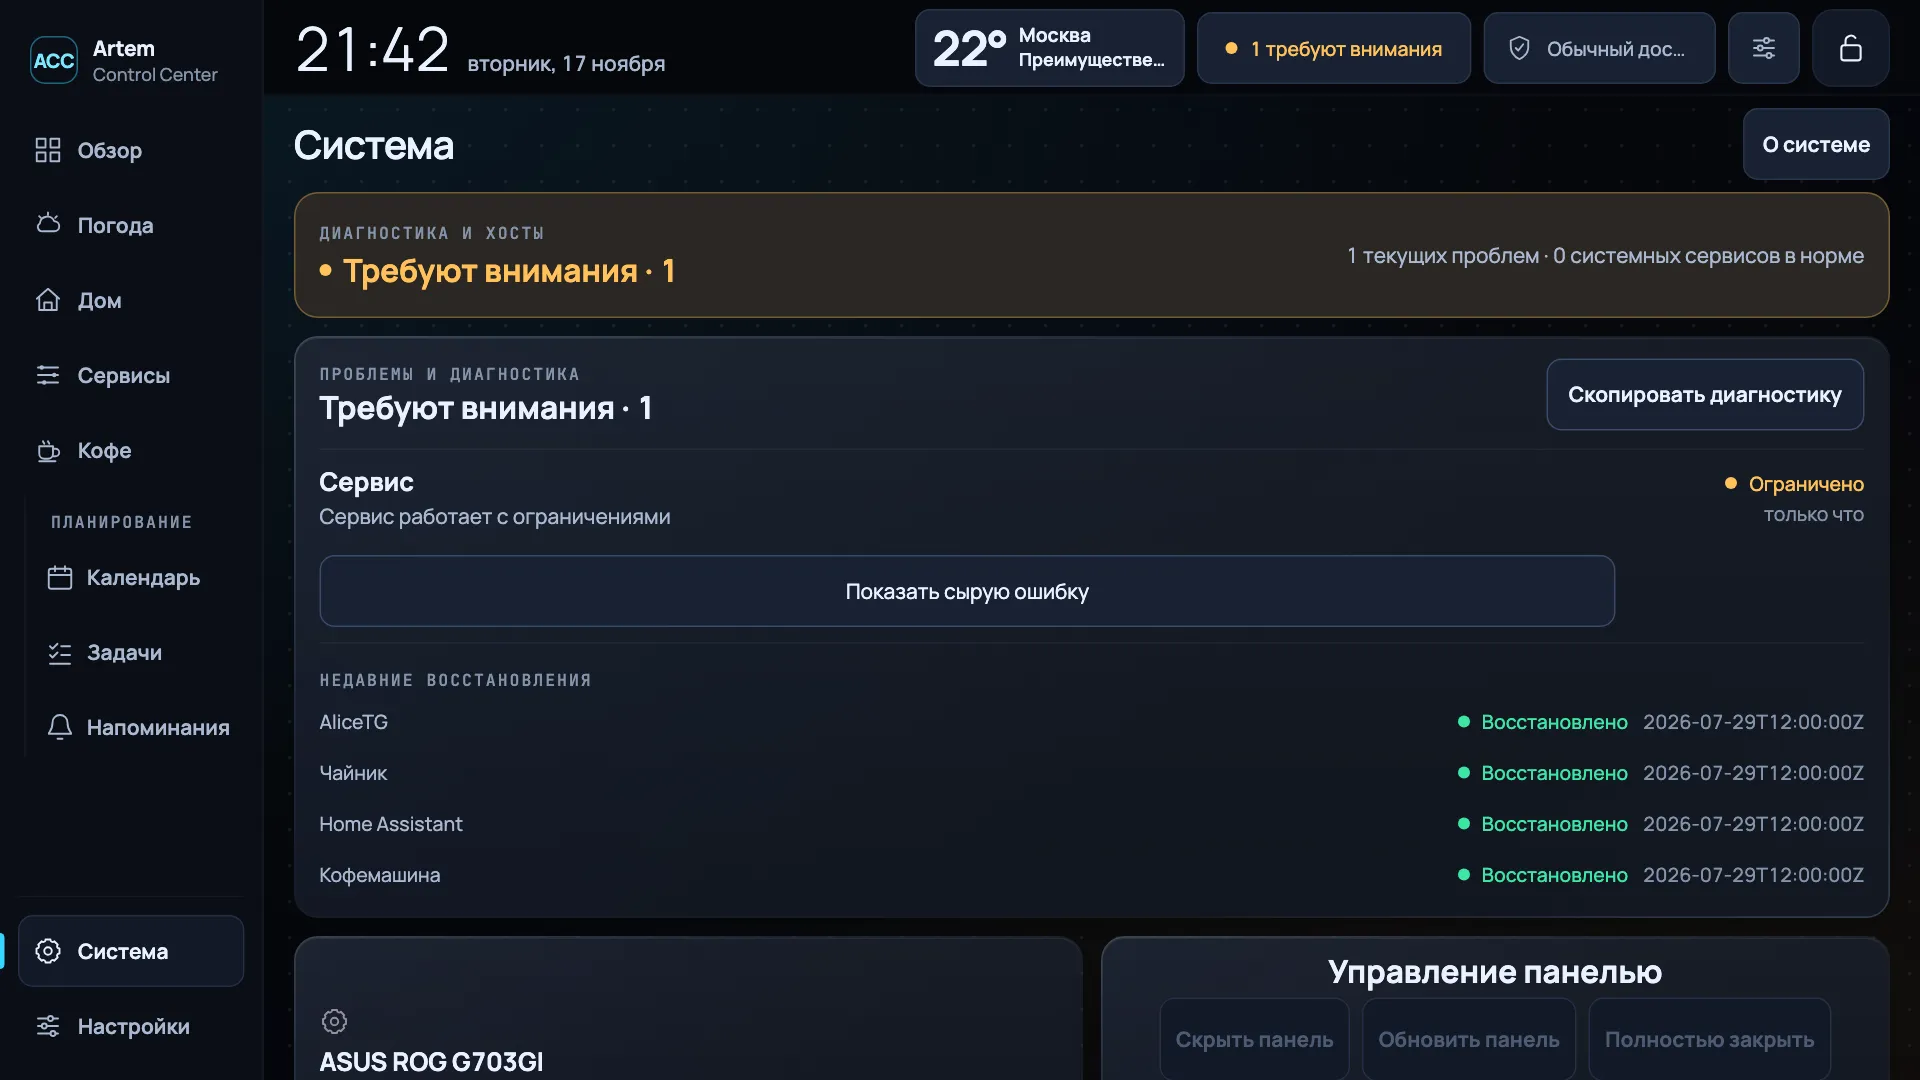 ACC
Artem
Control Center
Обзор
Погода
Дом
Сервисы
Кофе
ПЛАНИРОВАНИЕ
Календарь
Задачи
Напоминания
Система
Настройки
21:42 вторник, 17 ноября
22° Москва
Преимуществе...
1 требуют внимания
Обычный дос...
Система
О системе
ДИАГНОСТИКА И ХОСТЫ
Требуют внимания · 1
1 текущих проблем · 0 системных сервисов в норме
ПРОБЛЕМЫ И ДИАГНОСТИКА
Требуют внимания · 1
Скопировать диагностику
Сервис
Сервис работает с ограничениями
Ограничено
только что
Показать сырую ошибку
НЕДАВНИЕ ВОССТАНОВЛЕНИЯ
AliceTG Восстановлено 2026-07-29T12:00:00Z
Чайник Восстановлено 2026-07-29T12:00:00Z
Home Assistant Восстановлено 2026-07-29T12:00:00Z
Кофемашина Восстановлено 2026-07-29T12:00:00Z
ASUS ROG G703GI
Управление панелью
Скрыть панель Обновить панель Полностью закрыть